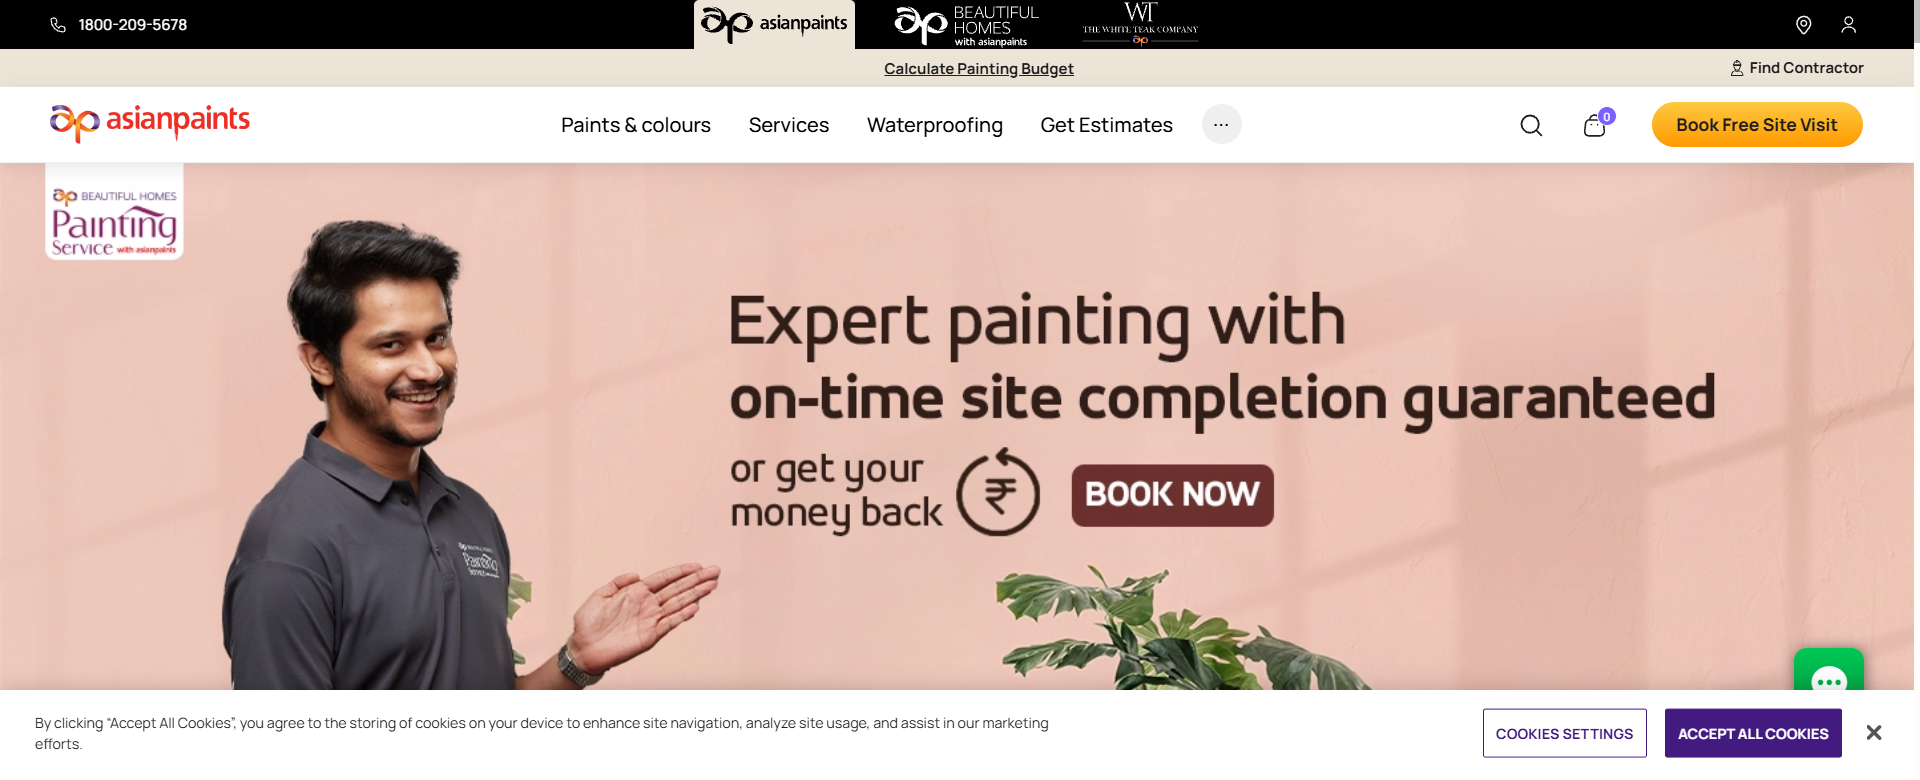 1800-209-5678
asianpaints
BEAUTIFUL
HOMES
with asianpaints
WT
THE WHITE TEAK COMPANY
Calculate Painting Budget
Find Contractor
asianpaints
Paints & colours
Services
Waterproofing
Get Estimates
...
0
Book Free Site Visit
BEAUTIFUL HOMES
Painting
Service with asianpaints
Expert painting with
on-time site completion guaranteed
or get your
money back
₹
BOOK NOW
BEAUTIFUL HOMES
Painting
Service
By clicking “Accept All Cookies”, you agree to the storing of cookies on your device to enhance site navigation, analyze site usage, and assist in our marketing
efforts.
COOKIES SETTINGS
ACCEPT ALL COOKIES